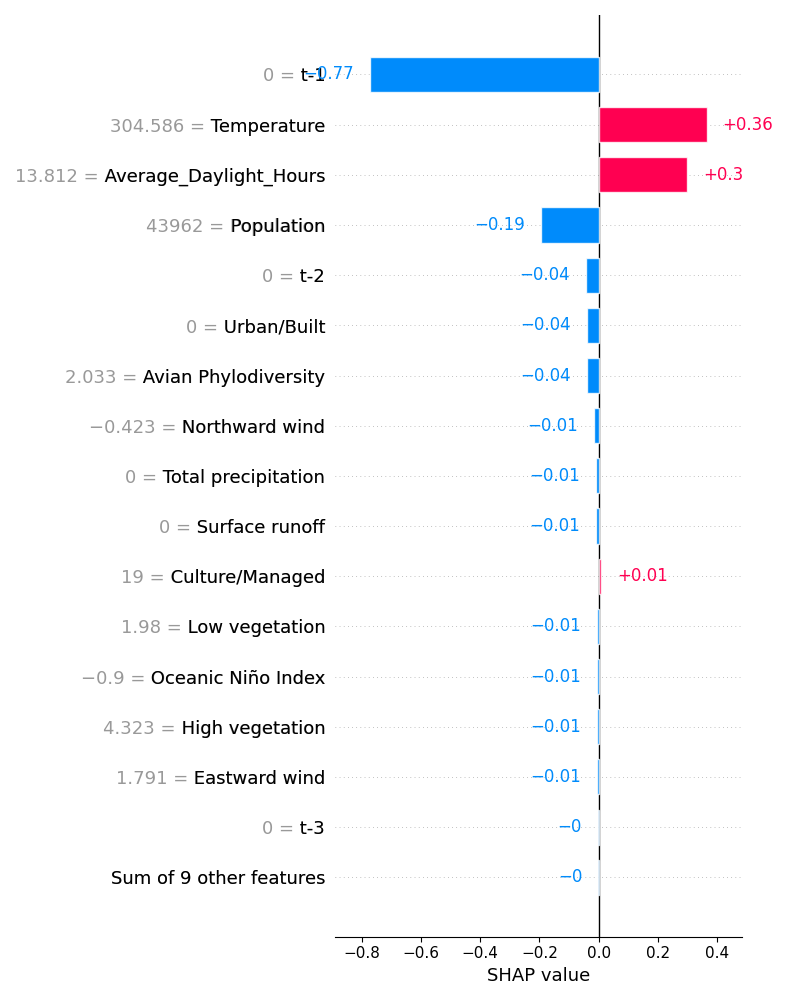 0 = t-1 −0.77
304.586 = Temperature +0.36
13.812 = Average_Daylight_Hours +0.3
43962 = Population −0.19
0 = t-2 −0.04
0 = Urban/Built −0.04
2.033 = Avian Phylodiversity −0.04
−0.423 = Northward wind −0.01
0 = Total precipitation −0.01
0 = Surface runoff −0.01
19 = Culture/Managed +0.01
1.98 = Low vegetation −0.01
−0.9 = Oceanic Niño Index −0.01
4.323 = High vegetation −0.01
1.791 = Eastward wind −0.01
0 = t-3 −0
Sum of 9 other features −0
−0.8 −0.6 −0.4 −0.2 0.0 0.2 0.4
SHAP value